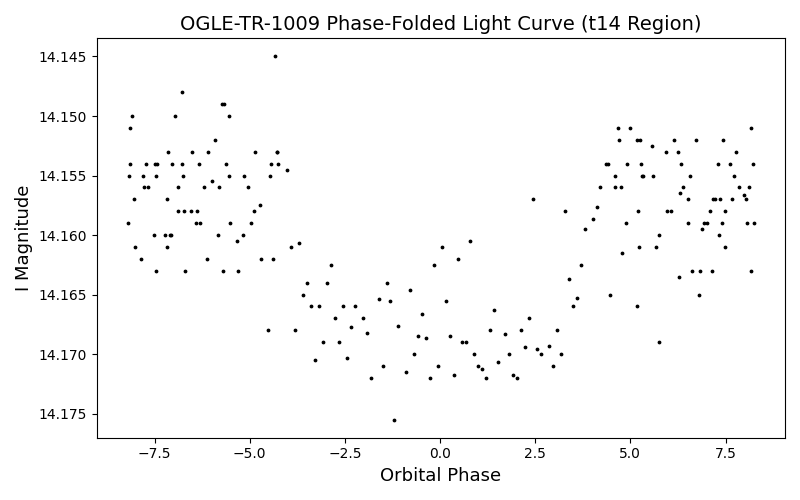 OGLE-TR-1009 Phase-Folded Light Curve (t14 Region)
14.145
14.150
14.155
14.160
14.165
14.170
14.175
I Magnitude
−7.5 −5.0 −2.5 0.0 2.5 5.0 7.5
Orbital Phase